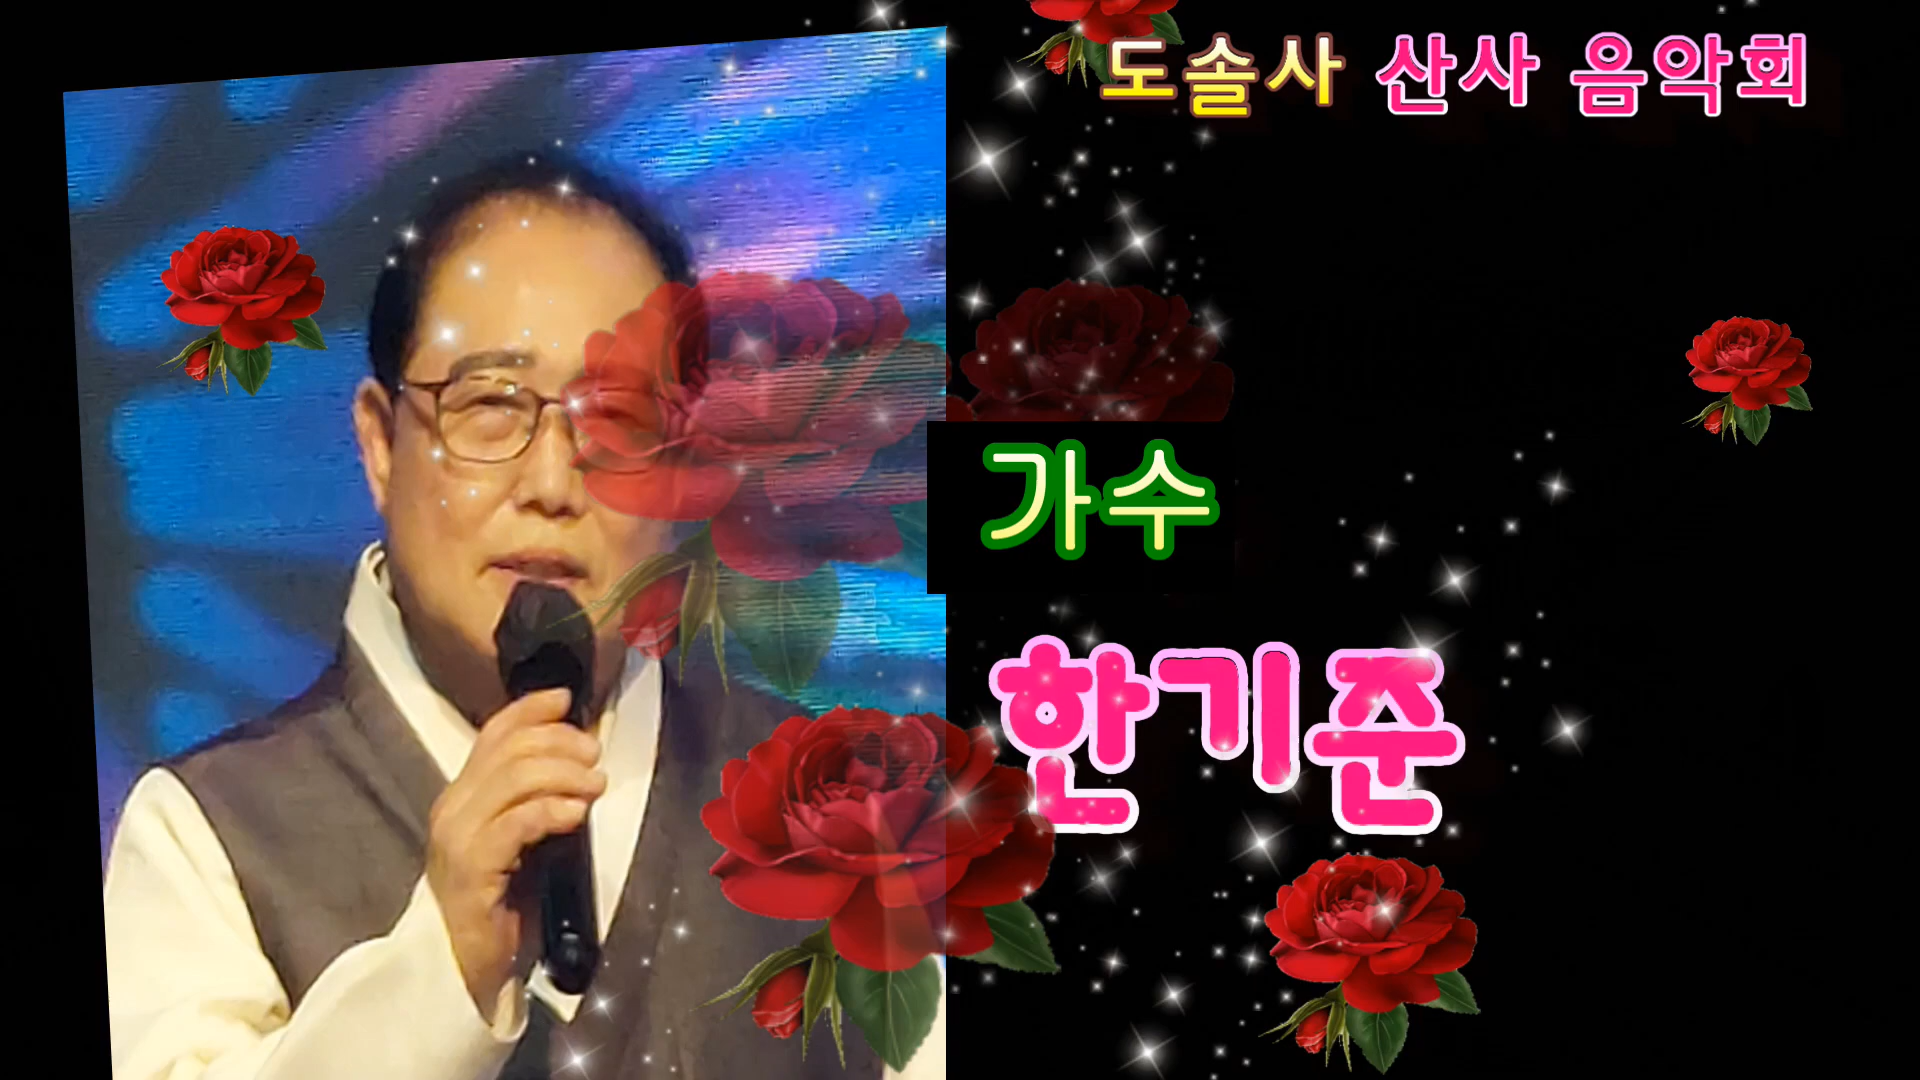 도솔사 산사 음악회
가수
한기준